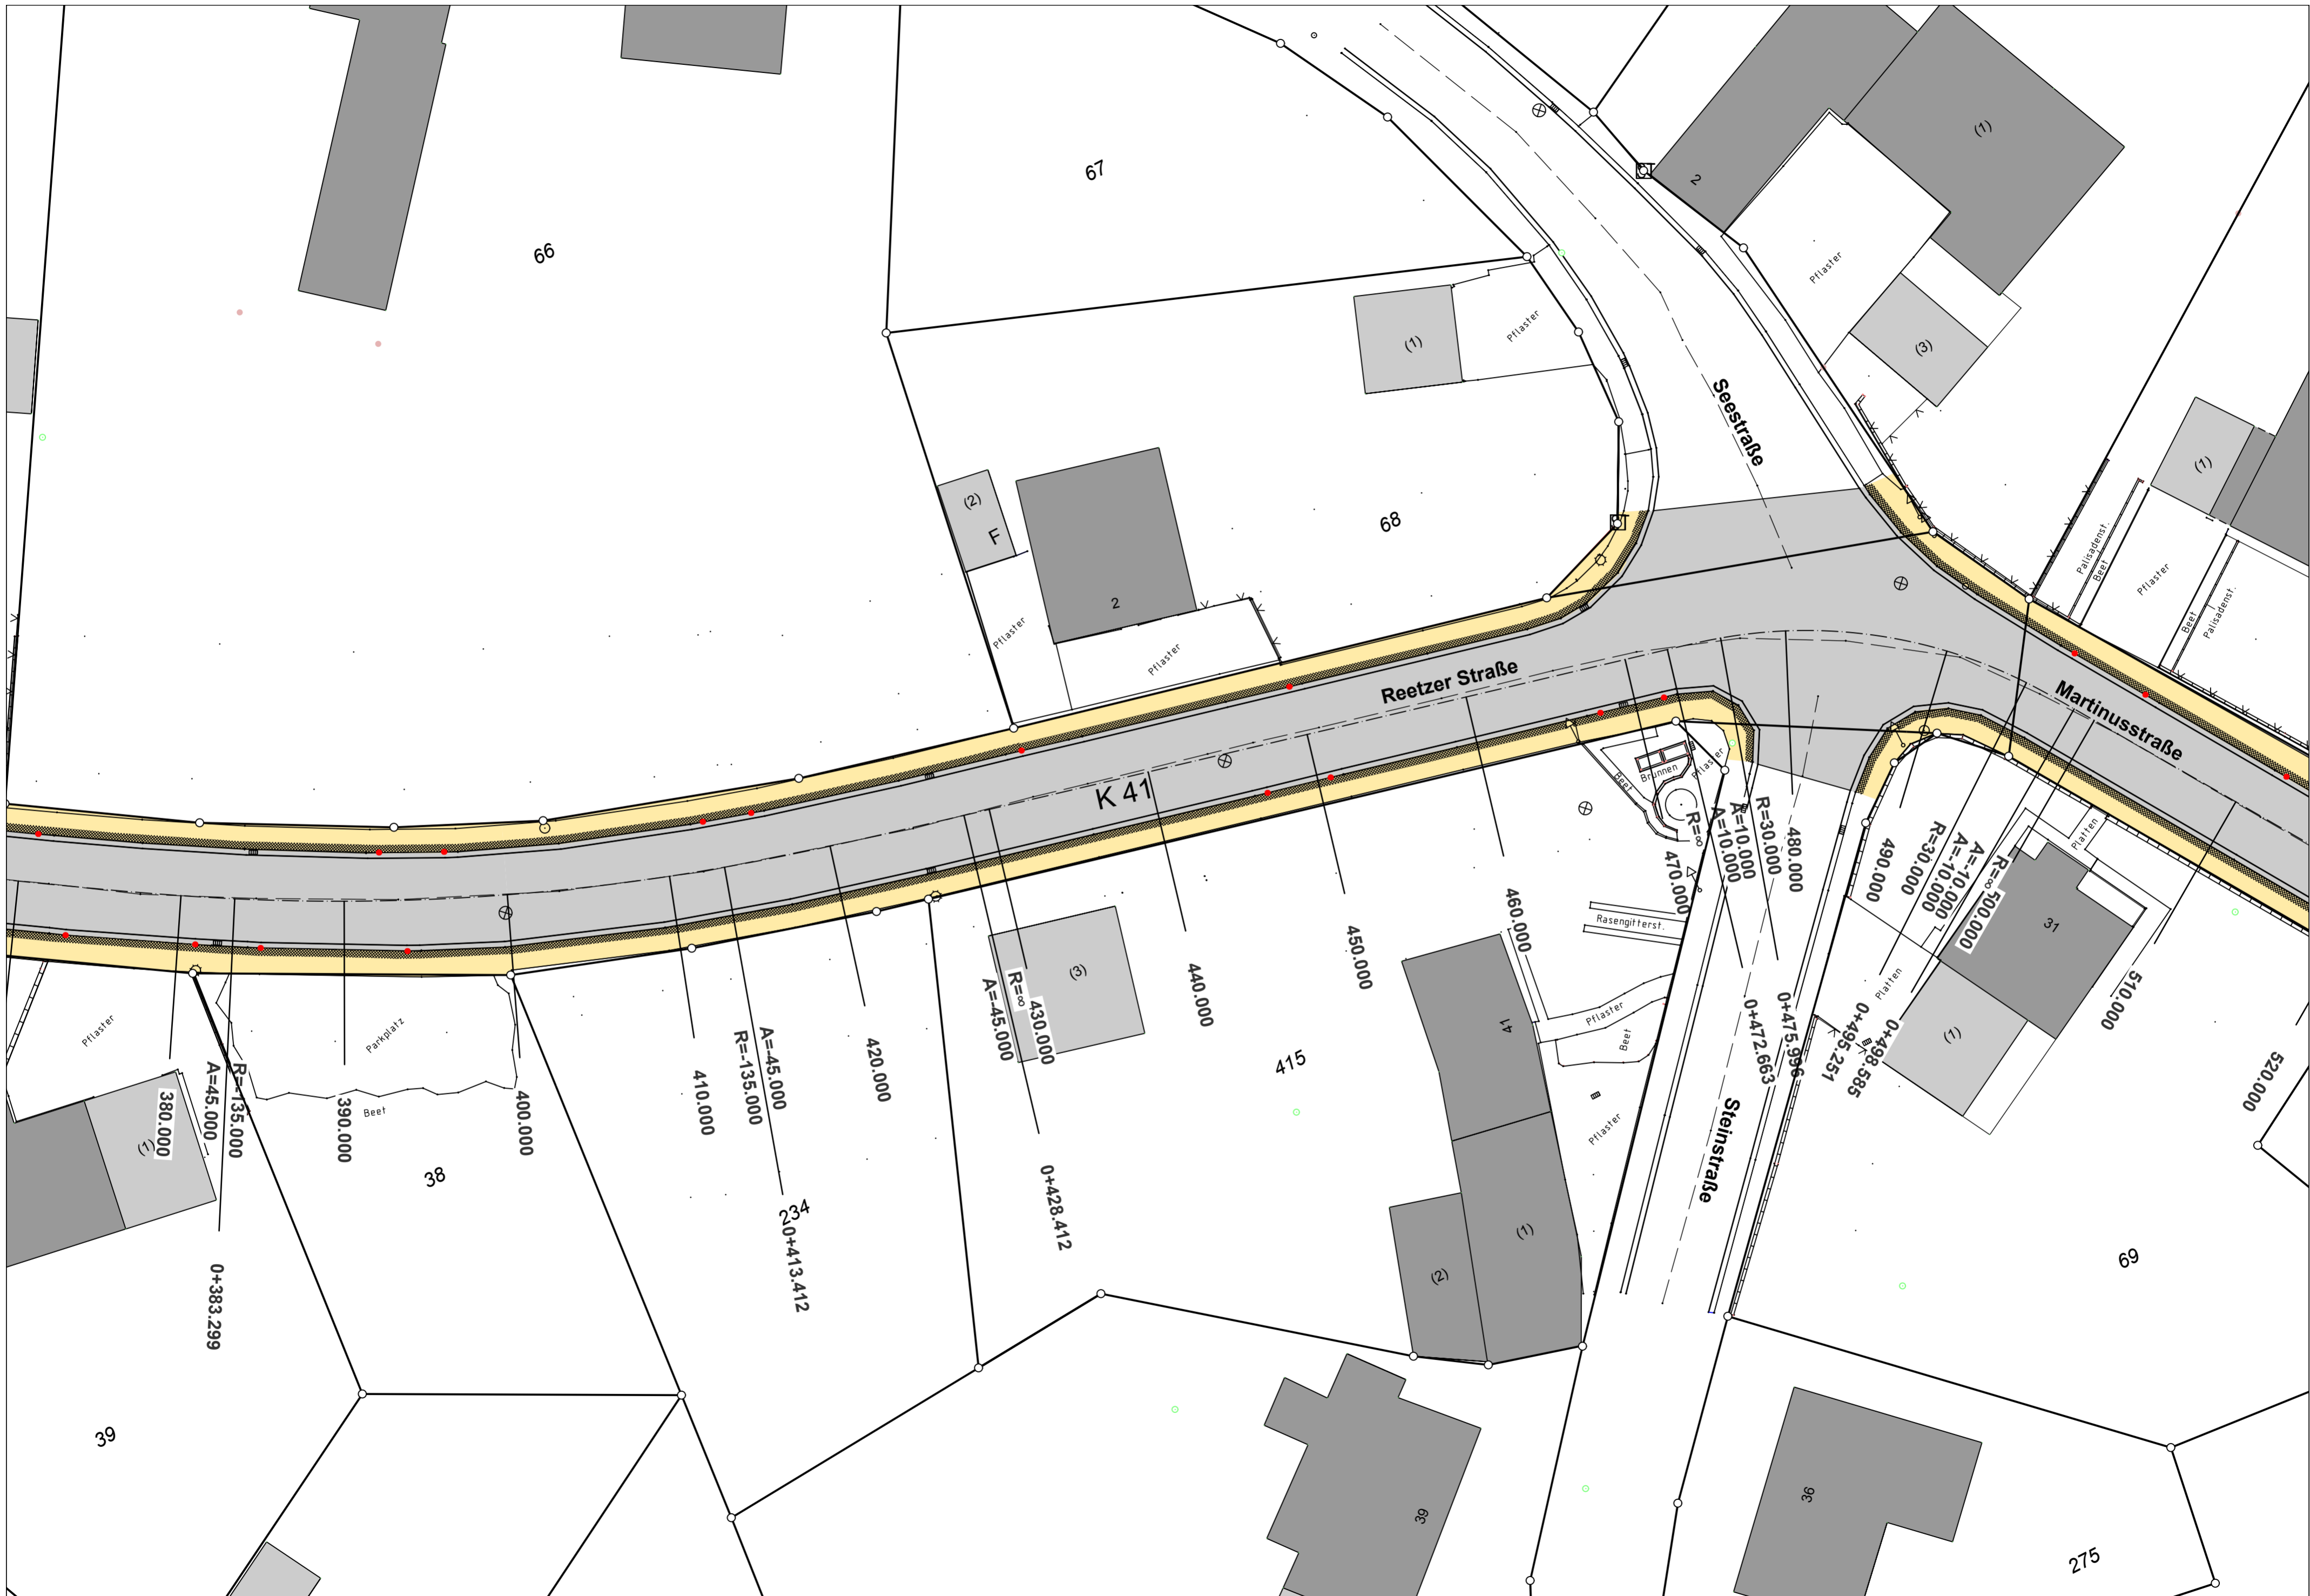 67
(1)
2
66
Pflaster
(1)
Pflaster
(3)
Seestraße
(1)
(2)
F
68
Palisadenst.
Beet
Pflaster
2
Pflaster
Pflaster
Beet
Palisadenst.
Reetzer Straße
Martinusstraße
K 41
Beet
Brunnen
Pflaster
R=∞
A=10.000
A=10.000
R=30.000
480.000
470.000
490.000
R=-30.000
A=-10.000
A=-10.000
R=∞
500.000
Platten
31
Rasengitterst.
460.000
450.000
440.000
(3)
R=∞
430.000
A=-45.000
Platten
510.000
Pflaster
Parkplatz
41
Pflaster
Beet
0+472.663
0+475.996
0+495.251
0+498.585
(1)
420.000
A=-45.000
R=-135.000
410.000
400.000
390.000
R=-135.000
A=45.000
380.000
(1)
Beet
415
520.000
Pflaster
38
Steinstraße
234
0+413.412
0+428.412
(1)
(2)
69
0+383.299
39
39
36
275